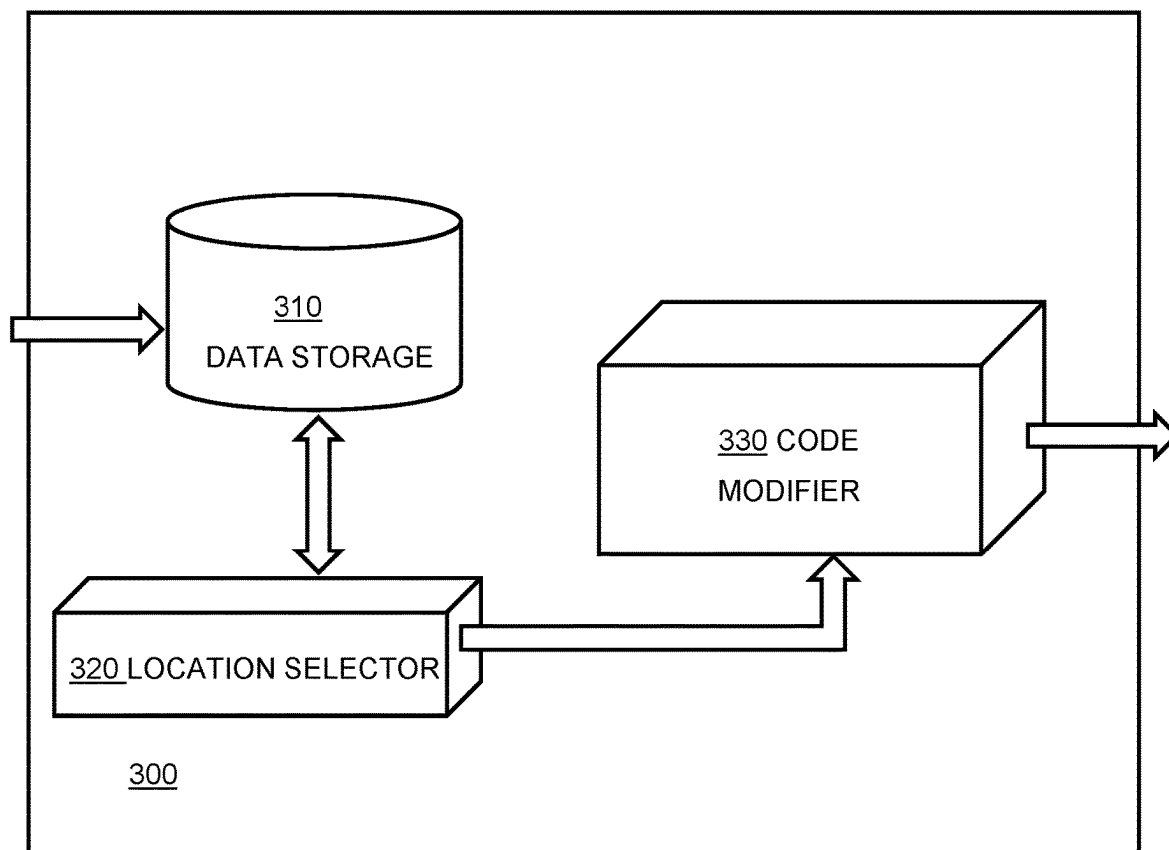 310
DATA STORAGE
330 CODE
MODIFIER
320 LOCATION SELECTOR
300